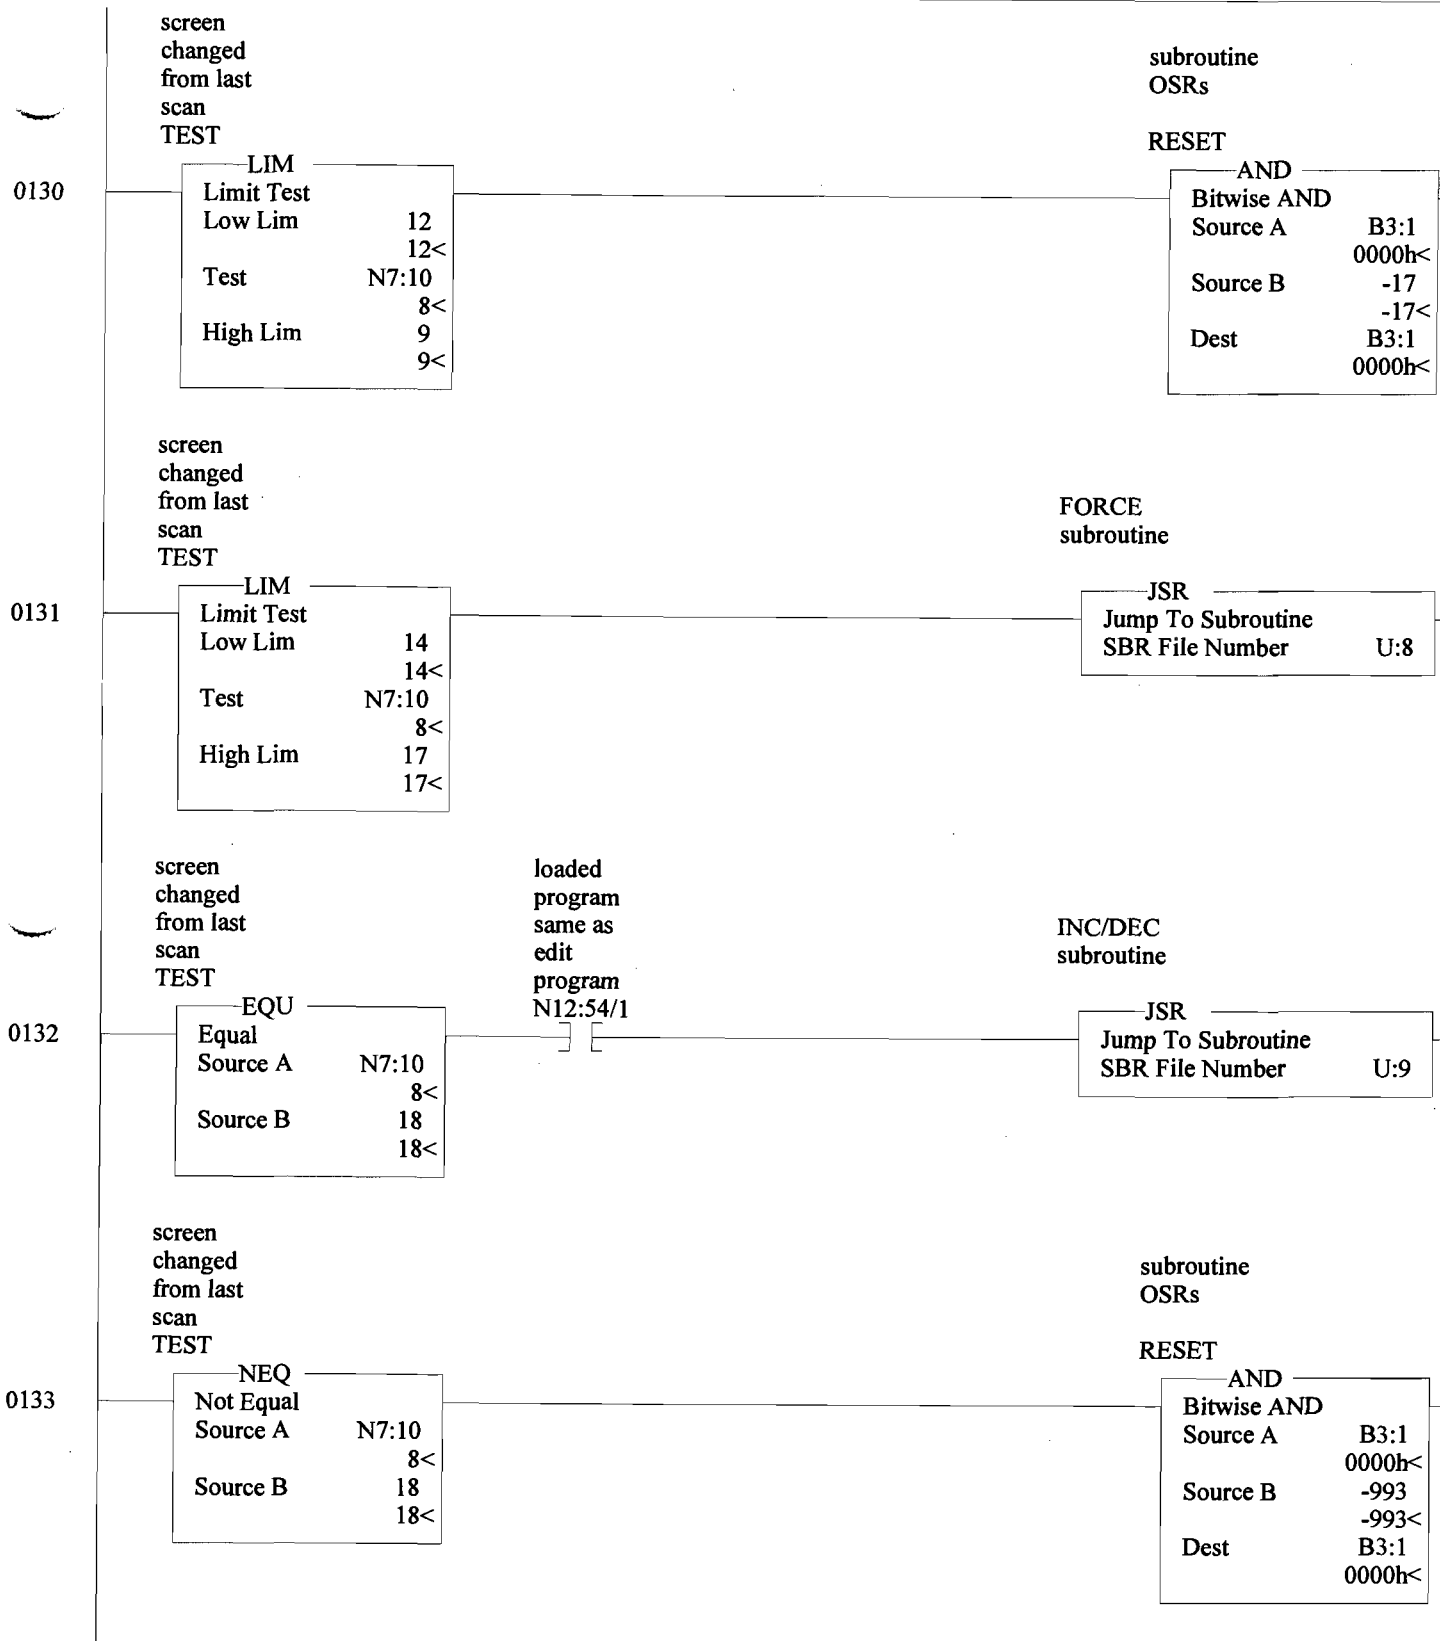 screen
changed
from last
scan
TEST
subroutine
OSRs
RESET
0130
LIM
Limit Test
Low Lim 12
12<
Test N7:10
8<
High Lim 9
9<
AND
Bitwise AND
Source A B3:1
0000h<
Source B -17
-17<
Dest B3:1
0000h<
screen
changed
from last
scan
TEST
FORCE
subroutine
0131
LIM
Limit Test
Low Lim 14
14<
Test N7:10
8<
High Lim 17
17<
JSR
Jump To Subroutine
SBR File Number U:8
screen
changed
from last
scan
TEST
loaded
program
same as
edit
program
N12:54/1
INC/DEC
subroutine
0132
EQU
Equal
Source A N7:10
8<
Source B 18
18<
JSR
Jump To Subroutine
SBR File Number U:9
screen
changed
from last
scan
TEST
subroutine
OSRs
RESET
0133
NEQ
Not Equal
Source A N7:10
8<
Source B 18
18<
AND
Bitwise AND
Source A B3:1
0000h<
Source B -993
-993<
Dest B3:1
0000h<